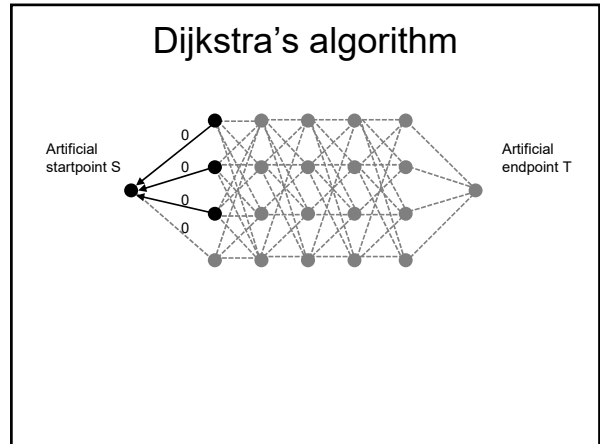 Dijkstra's algorithm
0
Artificial
startpoint S
0
0
0
Artificial
endpoint T